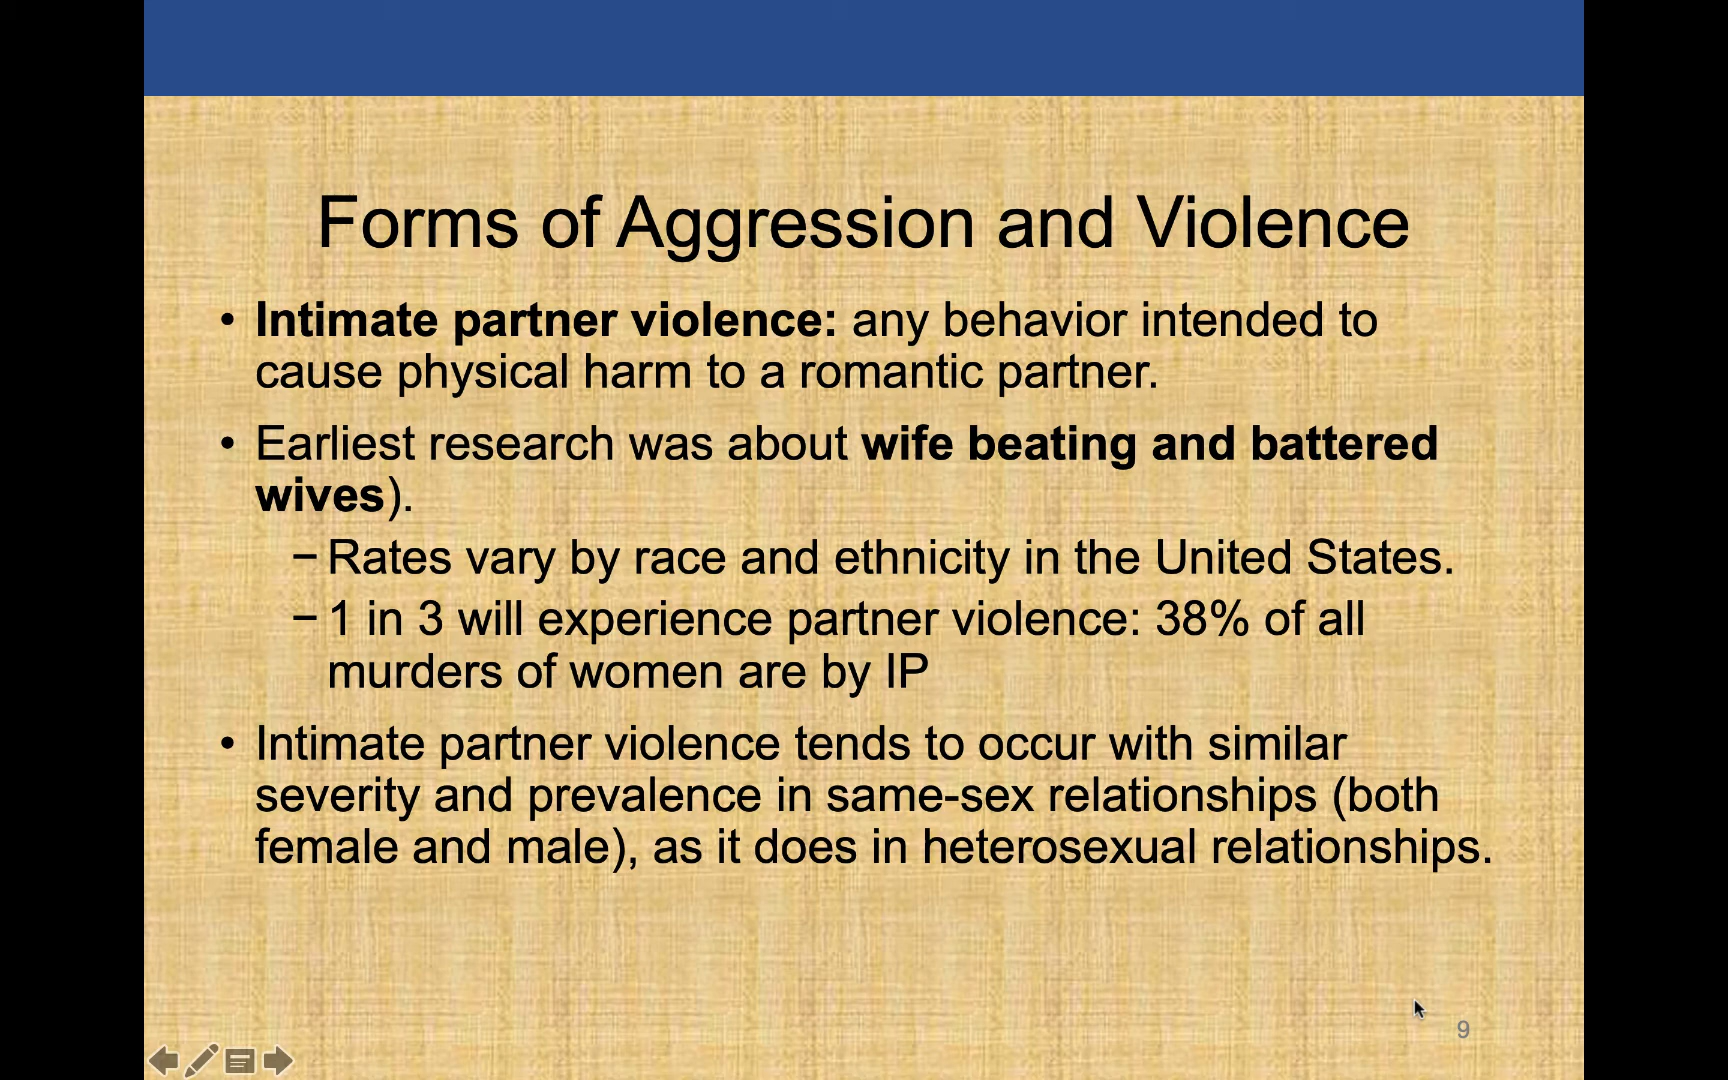 Forms of Aggression and Violence
• Intimate partner violence: any behavior intended to
cause physical harm to a romantic partner.
• Earliest research was about wife beating and battered
wives).
– Rates vary by race and ethnicity in the United States.
– 1 in 3 will experience partner violence: 38% of all
murders of women are by IP
• Intimate partner violence tends to occur with similar
severity and prevalence in same-sex relationships (both
female and male), as it does in heterosexual relationships.
9